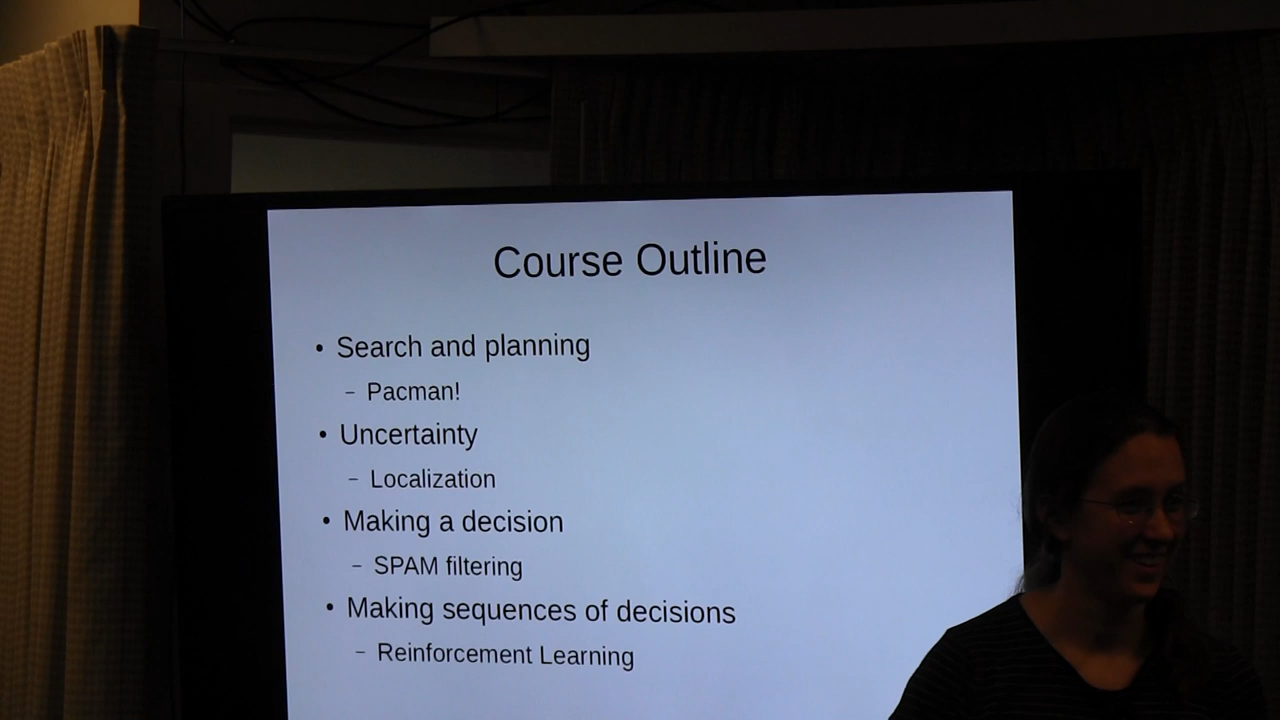 Course Outline
• Search and planning
– Pacman!
• Uncertainty
– Localization
• Making a decision
– SPAM filtering
• Making sequences of decisions
– Reinforcement Learning